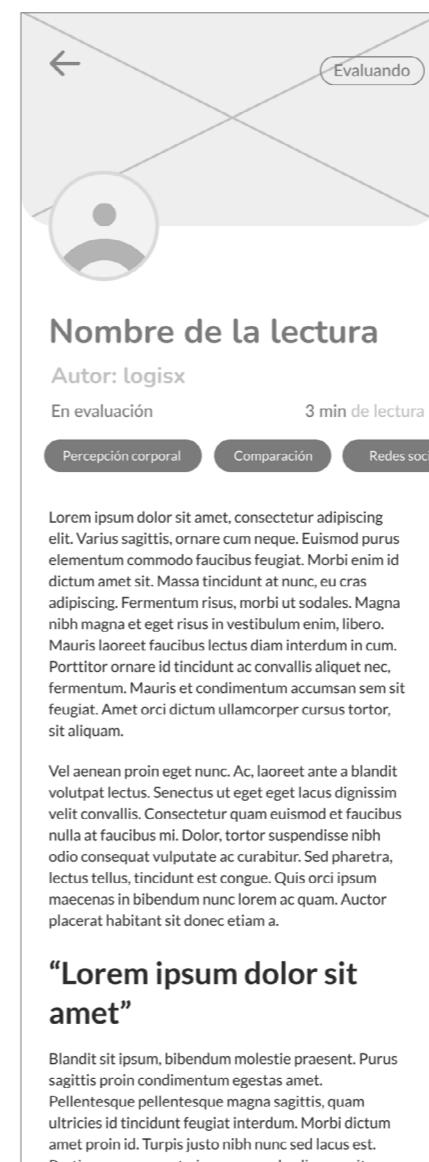 Evaluando
Nombre de la lectura
Autor: logisx
En evaluación 3 min de lectura
Percepción corporal Comparación Redes soci
Lorem ipsum dolor sit amet, consectetur adipiscing
elit. Varius sagittis, ornare cum neque. Euismod purus
elementum commodo faucibus feugiat. Morbi enim id
dictum amet sit. Massa tincidunt at nunc, eu cras
adipiscing. Fermentum risus, morbi ut sodales. Magna
nibh magna et eget risus in vestibulum enim, libero.
Mauris laoreet faucibus lectus diam interdum in cum.
Porttitor ornare id tincidunt ac convallis aliquet nec,
fermentum. Mauris et condimentum accumsan sem sit
feugiat. Amet orci dictum ullamcorper cursus tortor,
sit aliquam.
Vel aenean proin eget nunc. Ac, laoreet ante a blandit
volutpat lectus. Senectus ut eget eget lacus dignissim
velit convallis. Consectetur quam euismod et faucibus
nulla at faucibus mi. Dolor, tortor suspendisse nibh
odio consequat vulputate ac curabitur. Sed pharetra,
lectus tellus, tincidunt est congue. Quis orci ipsum
maecenas in bibendum nunc lorem ac quam. Auctor
placerat habitant sit donec etiam a.
“Lorem ipsum dolor sit
amet”
Blandit sit ipsum, bibendum molestie praesent. Purus
sagittis proin condimentum egestas amet.
Pellentesque pellentesque magna sagittis, quam
ultricies id tincidunt feugiat interdum. Morbi dictum
amet proin id. Turpis justo nibh nunc sed lacus est.